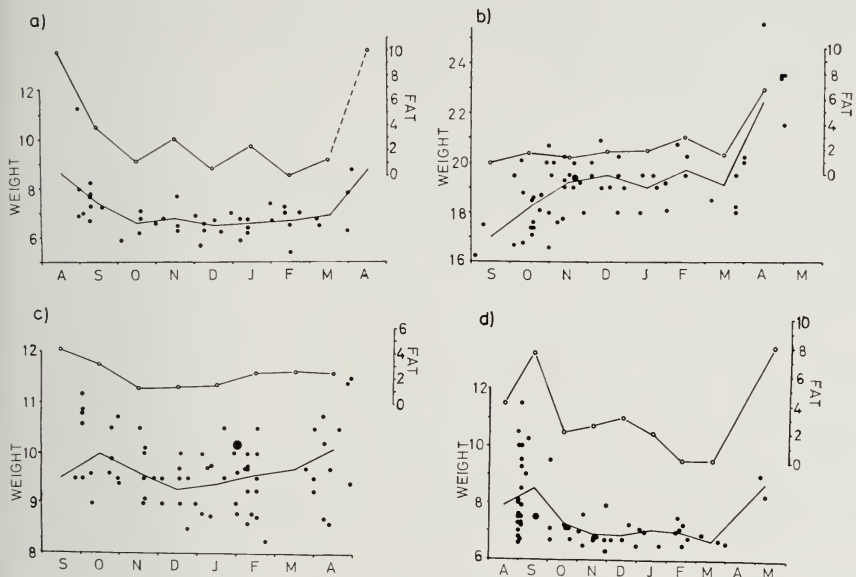 a)
WEIGHT
12
10
8
6
A S O N D J F M A
10
8
6
4
2
0
FAT
b)
WEIGHT
24
22
20
18
16
S O N D J F M A M
10
8
6
4
2
0
FAT
c)
WEIGHT
12
11
10
9
8
S O N D J F M A
6
4
2
0
FAT
d)
WEIGHT
12
10
8
6
A S O N D J F M A M
10
8
6
4
2
0
FAT